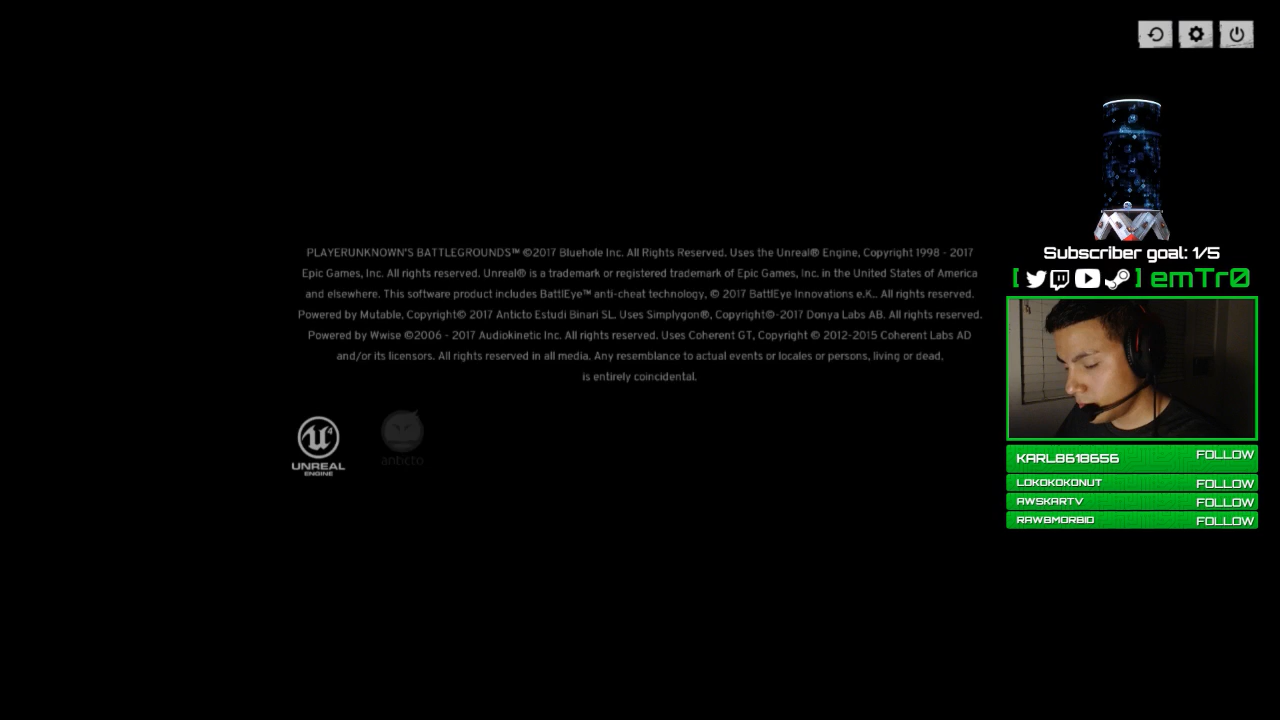 Subscriber goal: 1/5
[ ] emTr0
PLAYERUNKNOWN'S BATTLEGROUNDS™ ©2017 Bluehole Inc. All Rights Reserved. Uses the Unreal® Engine, Copyright 1998 - 2017
Epic Games, Inc. All rights reserved. Unreal® is a trademark or registered trademark of Epic Games, Inc. in the United States of America
and elsewhere. This software product includes BattlEye™ anti-cheat technology, © 2017 BattlEye Innovations e.K.. All rights reserved.
Powered by Mutable, Copyright© 2017 Anticto Estudi Binari SL. Uses Simplygon®, Copyright©-2017 Donya Labs AB. All rights reserved.
Powered by Wwise ©2006 - 2017 Audiokinetic Inc. All rights reserved. Uses Coherent GT, Copyright © 2012-2015 Coherent Labs AD
and/or its licensors. All rights reserved in all media. Any resemblance to actual events or locales or persons, living or dead,
is entirely coincidental.
4
UNREAL
ENGINE
anticto
KARL8618656 FOLLOW
LOKOKOKONUT FOLLOW
AWSKARTV FOLLOW
RAWBMORBID FOLLOW